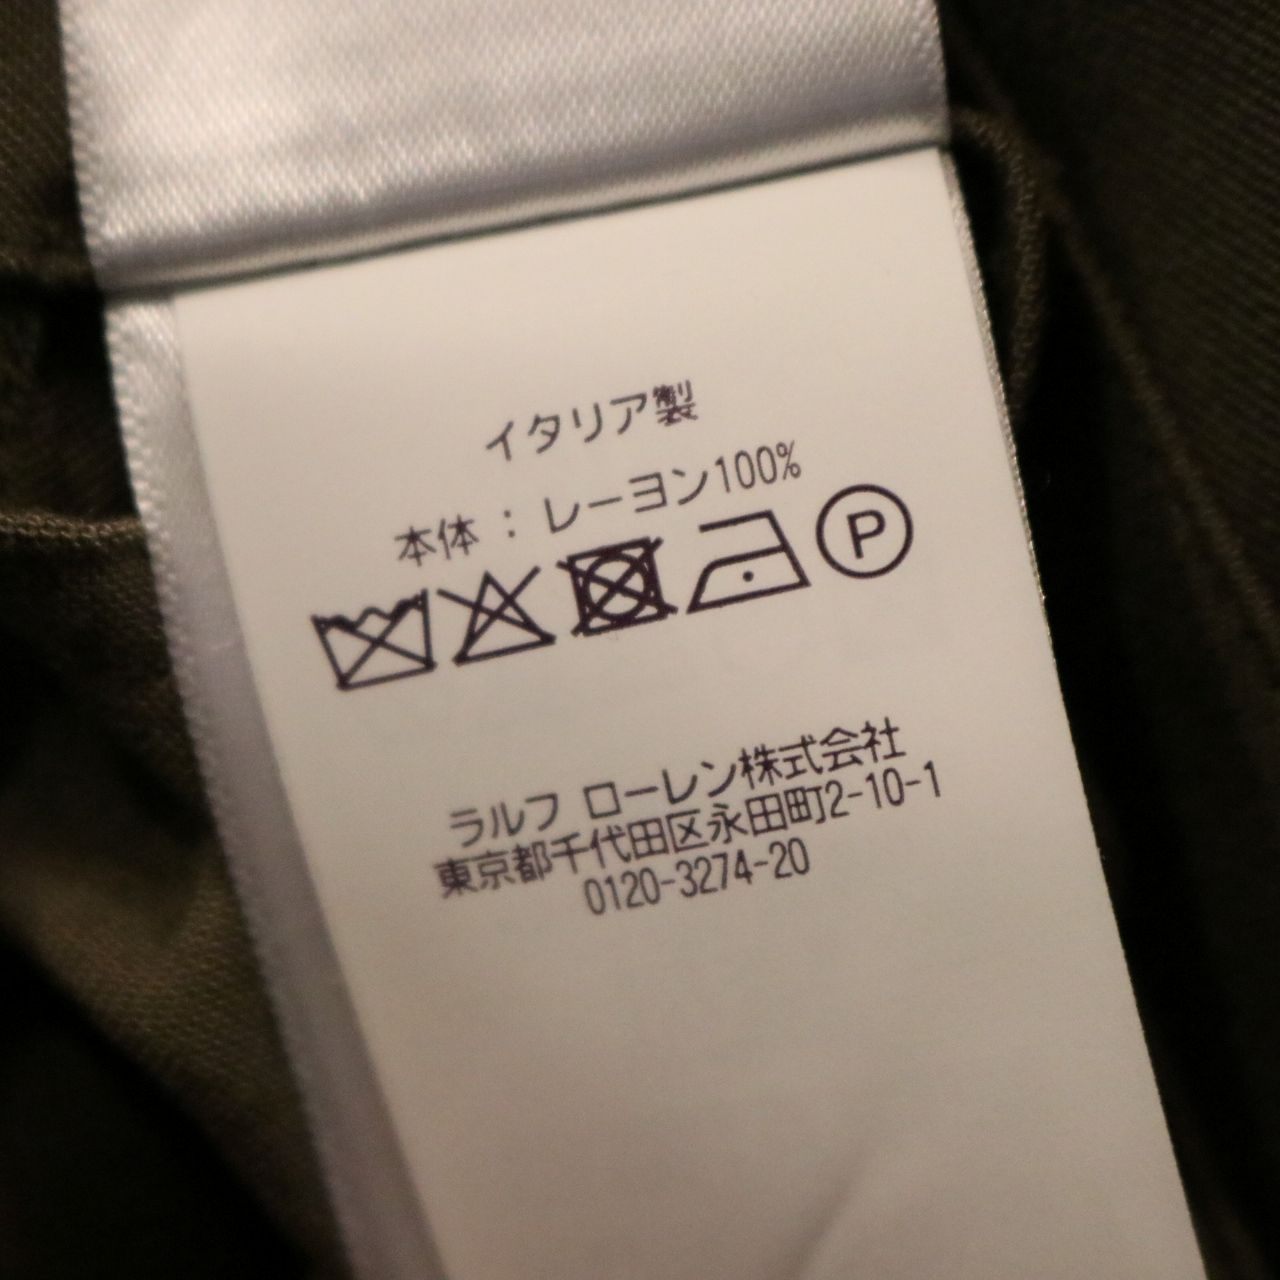 イタリア製
本体：レーヨン100%
P
ラルフ ローレン株式会社
東京都千代田区永田町2-10-1
0120-3274-20